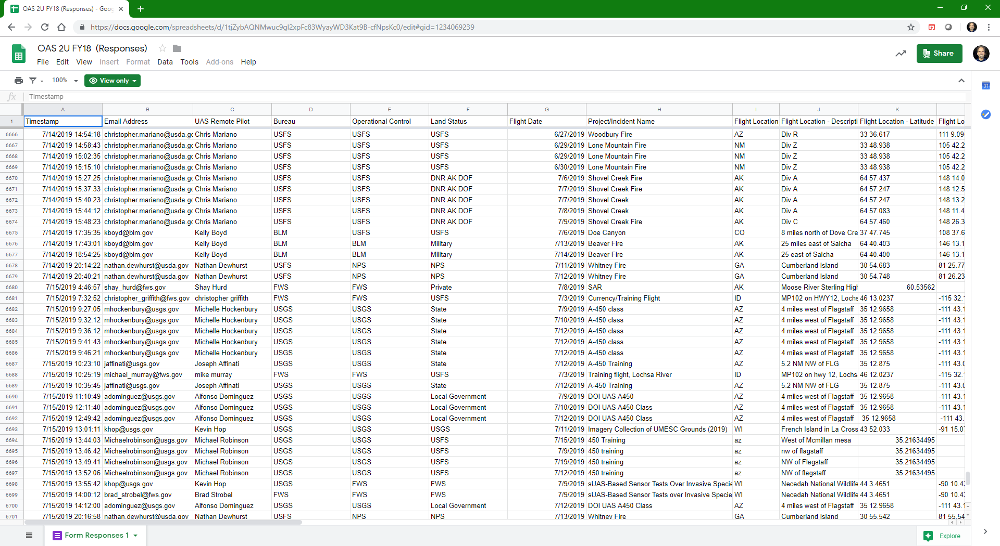 OAS 2U FY18 (Responses) - Goog
https://docs.google.com/spreadsheets/d/1tjZybAQNMwuc9gl2xpFc83WyayWD3Kat9B-cfNpsKc0/edit#gid=1234069239
OAS 2U FY18 (Responses)
File Edit View Insert Format Data Tools Add-ons Help
Share
100% View only
31
fx Timestamp
A B C D E F G H I J K
1 Timestamp Email Address UAS Remote Pilot Bureau Operational Control Land Status Flight Date Project/Incident Name Flight Location Flight Location - Descripti Flight Location - Latitude Flight Lo
6666 7/14/2019 14:54:18 christopher.mariano@usda.go Chris Mariano USFS USFS USFS 6/27/2019 Woodbury Fire AZ Div R 33 36.617 111 9.09
6667 7/14/2019 14:58:43 christopher.mariano@usda.go Chris Mariano USFS USFS USFS 6/29/2019 Lone Mountain Fire NM Div Z 33 48.938 105 42.2
6668 7/14/2019 15:02:35 christopher.mariano@usda.go Chris Mariano USFS USFS USFS 6/29/2019 Lone Mountain Fire NM Div Z 33 48.938 105 42.2
6669 7/14/2019 15:15:10 christopher.mariano@usda.go Chris Mariano USFS USFS USFS 6/30/2019 Lone Mountain Fire NM Div Z 33 48.938 105 42.2
6670 7/14/2019 15:27:25 christopher.mariano@usda.go Chris Mariano USFS USFS DNR AK DOF 7/6/2019 Shovel Creek Fire AK Div A 64 57.437 148 14.0
6671 7/14/2019 15:37:33 christopher.mariano@usda.go Chris Mariano USFS USFS DNR AK DOF 7/7/2019 Shovel Creek Fire AK Div A 64 57.247 148 12.5
6672 7/14/2019 15:40:23 christopher.mariano@usda.go Chris Mariano USFS USFS DNR AK DOF 7/7/2019 Shovel Creek AK Div A 64 57.247 148 13.2
6673 7/14/2019 15:44:12 christopher.mariano@usda.go Chris Mariano USFS USFS DNR AK DOF 7/8/2019 Shovel Creek AK Div A 64 57.083 148 11.4
6674 7/14/2019 15:48:23 christopher.mariano@usda.go Chris Mariano USFS USFS DNR AK DOF 7/9/2019 Shovel Creek Fire AK Div C 64 57.460 148 26.3
6675 7/14/2019 17:35:35 kboyd@blm.gov Kelly Boyd BLM USFS USFS 7/6/2019 Doe Canyon CO 8 miles north of Dove Cre 37 47.745 108 37.6
6676 7/14/2019 17:43:01 kboyd@blm.gov Kelly Boyd BLM BLM Military 7/13/2019 Beaver Fire AK 25 miles east of Salcha 64 40.403 146 13.1
6677 7/14/2019 18:54:25 kboyd@blm.gov Kelly Boyd BLM BLM Military 7/14/2019 Beaver Fire AK 25 east of Salcha 64 40.400 146 13.1
6678 7/14/2019 20:14:22 nathan.dewhurst@usda.gov Nathan Dewhurst USFS NPS NPS 7/11/2019 Whitney Fire GA Cumberland Island 30 54.683 81 25.77
6679 7/14/2019 20:40:21 nathan.dewhurst@usda.gov Nathan Dewhurst USFS NPS NPS 7/12/2019 Whitney Fire GA Cumberland Island 30 54.748 81 26.23
6680 7/15/2019 4:46:57 shay_hurd@fws.gov Shay Hurd FWS FWS Private 7/8/2019 SAR AK Moose River Sterling High 60.53562
6681 7/15/2019 7:32:52 christopher_griffith@fws.gov christopher griffith FWS FWS USFS 7/3/2019 Currency/Training Flight ID MP102 on HWY12, Lochs 46 13.0237 -115 32.1
6682 7/15/2019 9:27:05 mhockenbury@usgs.gov Michelle Hockenbury USGS USGS State 7/9/2019 A-450 class AZ 4 miles west of Flagstaff 35 12.9658 -111 43.1
6683 7/15/2019 9:32:12 mhockenbury@usgs.gov Michelle Hockenbury USGS USGS State 7/10/2019 A-450 class AZ 4 miles west of Flagstaff 35 12.9658 -111 43.1
6684 7/15/2019 9:36:12 mhockenbury@usgs.gov Michelle Hockenbury USGS USGS State 7/12/2019 A-450 class AZ 4 miles west of Flagstaff 35 12.9658 -111 43.1
6685 7/15/2019 9:41:43 mhockenbury@usgs.gov Michelle Hockenbury USGS USGS State 7/12/2019 A-450 class AZ 4 miles west of Flagstaff 35 12.9658 -111 43.1
6686 7/15/2019 9:46:21 mhockenbury@usgs.gov Michelle Hockenbury USGS USGS State 7/12/2019 A-450 class AZ 4 miles west of Flagstaff 35 12.9658 -111 43.1
6687 7/15/2019 10:23:10 jaffinati@usgs.gov Joseph Affinati USGS USGS State 7/12/2019 A-450 Training AZ 5.2 NM NW of FLG 35 12.875 -111 43.0
6688 7/15/2019 10:25:19 michael_murray@fws.gov mike murray FWS FWS USFS 7/3/2019 Training flight, Lochsa River ID MP102 on hwy 12, Lochs 46 12.0237 -115 32.1
6689 7/15/2019 10:35:45 jaffinati@usgs.gov Joseph Affinati USGS USGS State 7/12/2019 A-450 Training AZ 5.2 NM NW of FLG 35 12.875 -111 43.0
6690 7/15/2019 11:10:49 adominguez@usgs.gov Alfonso Dominguez USGS USGS Local Government 7/9/2019 DOI UAS A450 AZ 4 miles west of Flagstaff 35 12.9658 -111 43.1
6691 7/15/2019 12:11:40 adominguez@usgs.gov Alfonso Dominguez USGS USGS Local Government 7/10/2019 DOI UAS A450 Class AZ 4 miles west of Flagstaff 35 12.9658 -111 43.1
6692 7/15/2019 12:49:42 adominguez@usgs.gov Alfonso Dominguez USGS USGS Local Government 7/12/2019 DOI UAS A450 Class AZ 4 miles west of Flagstaff 35 12.9658 -111 43.
6693 7/15/2019 13:01:11 khop@usgs.gov Kevin Hop USGS USGS USGS 7/11/2019 Imagery Collection of UMESC Grounds (2019) WI French Island in La Cross 43 52.033 -91 15.07
6694 7/15/2019 13:44:03 Michaelrobinson@usgs.gov Michael Robinson USGS USGS USFS 7/15/2019 450 Training az West of Mcmillan mesa 35.21634495
6695 7/15/2019 13:46:42 Michaelrobinson@usgs.gov Michael Robinson USGS USGS USFS 7/9/2019 450 training az nw of flagstaff 35.21634495
6696 7/15/2019 13:49:41 Michaelrobinson@usgs.gov Michael Robinson USGS USGS USFS 7/19/2019 450 training az NW of Flagstaff 35.21634495
6697 7/15/2019 13:52:06 Michaelrobinson@usgs.gov Michael Robinson USGS USGS USFS 7/12/2019 450 training az NW of flagstaff 35.21634495
6698 7/15/2019 13:55:42 khop@usgs.gov Kevin Hop USGS FWS FWS 7/9/2019 sUAS-Based Sensor Tests Over Invasive Specie WI Necedah National Wildlife 44 3.4651 -90 10.43
6699 7/15/2019 14:00:12 brad_strobel@fws.gov Brad Strobel FWS FWS FWS 7/9/2019 sUAS-Based Sensor Tests over Invasive Specie WI Necedah National Wildlife 44 3.4651 -90 10.43
6700 7/15/2019 14:12:00 adominguez@usgs.gov Alfonso Dominguez USGS USGS Local Government 7/12/2019 DOI UAS A450 Class AZ 4 miles west of Flagstaff 35 12.9658 -111 43.1
6701 7/15/2019 20:16:58 nathan.dewhurst@usda.gov Nathan Dewhurst USFS NPS NPS 7/13/2019 Whitney Fire GA Cumberland Island 30 55.542 81 55.54
Form Responses 1
Explore